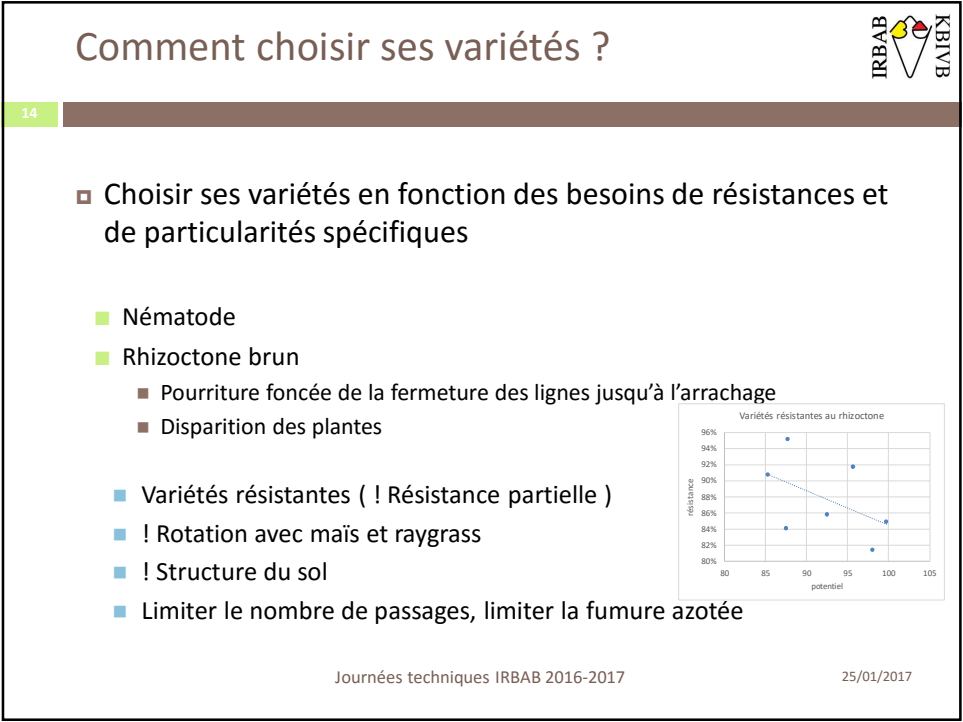 Comment choisir ses variétés ?
IRBAB
KBIVB
14
Choisir ses variétés en fonction des besoins de résistances et
de particularités spécifiques
Nématode
Rhizoctone brun
Pourriture foncée de la fermeture des lignes jusqu'à l'arrachage
Disparition des plantes
Variétés résistantes ( ! Résistance partielle )
! Rotation avec maïs et raygrass
! Structure du sol
Limiter le nombre de passages, limiter la fumure azotée
Variétés résistantes au rhizoctone
96%
94%
92%
90%
88%
86%
84%
82%
80%
résistance
80 85 90 95 100 105
potentiel
Journées techniques IRBAB 2016-2017
25/01/2017